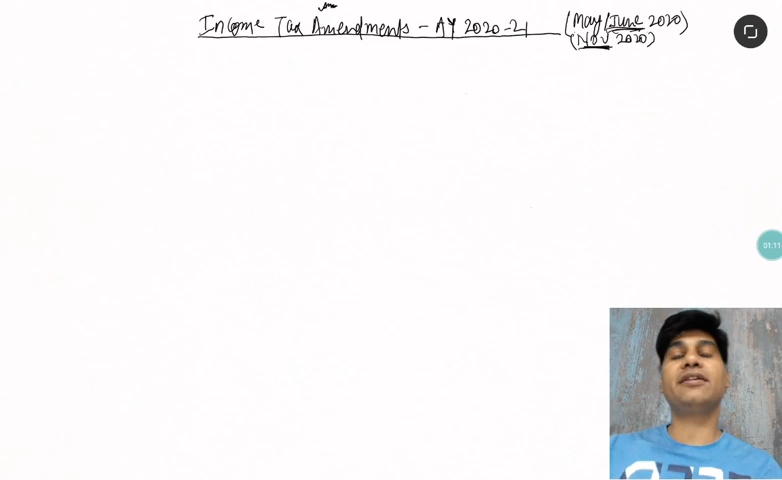 Income Tax Amendments - AY 2020-21 (May/June 2020)
(Nov 2020)
01:11